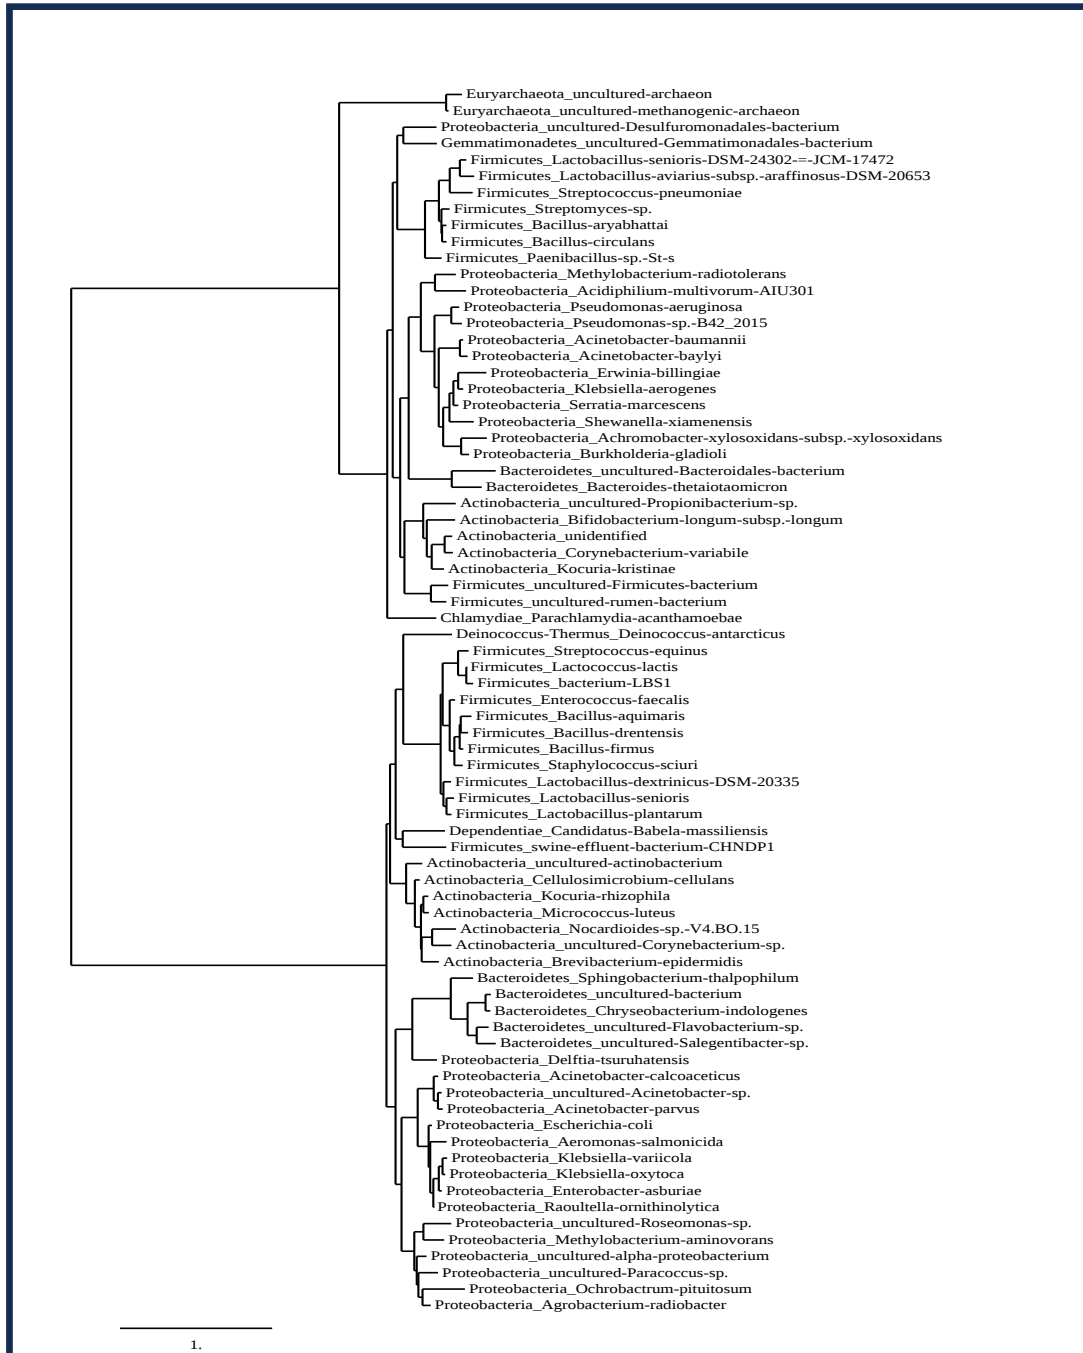 Euryarchaeota_uncultured-archaeon
Euryarchaeota_uncultured-methanogenic-archaeon
Proteobacteria_uncultured-Desulfuromonadales-bacterium
Gemmatimonadetes_uncultured-Gemmatimonadales-bacterium
Firmicutes_Lactobacillus-senioris-DSM-24302-=-JCM-17472
Firmicutes_Lactobacillus-aviarius-subsp.-araffinosus-DSM-20653
Firmicutes_Streptococcus-pneumoniae
Firmicutes_Streptomyces-sp.
Firmicutes_Bacillus-aryabhattai
Firmicutes_Bacillus-circulans
Firmicutes_Paenibacillus-sp.-St-s
Proteobacteria_Methylobacterium-radiotolerans
Proteobacteria_Acidiphilium-multivorum-AIU301
Proteobacteria_Pseudomonas-aeruginosa
Proteobacteria_Pseudomonas-sp.-B42_2015
Proteobacteria_Acinetobacter-baumannii
Proteobacteria_Acinetobacter-baylyi
Proteobacteria_Erwinia-billingiae
Proteobacteria_Klebsiella-aerogenes
Proteobacteria_Serratia-marcescens
Proteobacteria_Shewanella-xiamenensis
Proteobacteria_Achromobacter-xylosoxidans-subsp.-xylosoxidans
Proteobacteria_Burkholderia-gladioli
Bacteroidetes_uncultured-Bacteroidales-bacterium
Bacteroidetes_Bacteroides-thetaiotaomicron
Actinobacteria_uncultured-Propionibacterium-sp.
Actinobacteria_Bifidobacterium-longum-subsp.-longum
Actinobacteria_unidentified
Actinobacteria_Corynebacterium-variabile
Actinobacteria_Kocuria-kristinae
Firmicutes_uncultured-Firmicutes-bacterium
Firmicutes_uncultured-rumen-bacterium
Chlamydiae_Parachlamydia-acanthamoebae
Deinococcus-Thermus_Deinococcus-antarcticus
Firmicutes_Streptococcus-equinus
Firmicutes_Lactococcus-lactis
Firmicutes_bacterium-LBS1
Firmicutes_Enterococcus-faecalis
Firmicutes_Bacillus-aquimaris
Firmicutes_Bacillus-drentensis
Firmicutes_Bacillus-firmus
Firmicutes_Staphylococcus-sciuri
Firmicutes_Lactobacillus-dextrinicus-DSM-20335
Firmicutes_Lactobacillus-senioris
Firmicutes_Lactobacillus-plantarum
Dependentiae_Candidatus-Babela-massiliensis
Firmicutes_swine-effluent-bacterium-CHNDP1
Actinobacteria_uncultured-actinobacterium
Actinobacteria_Cellulosimicrobium-cellulans
Actinobacteria_Kocuria-rhizophila
Actinobacteria_Micrococcus-luteus
Actinobacteria_Nocardioides-sp.-V4.BO.15
Actinobacteria_uncultured-Corynebacterium-sp.
Actinobacteria_Brevibacterium-epidermidis
Bacteroidetes_Sphingobacterium-thalpophilum
Bacteroidetes_uncultured-bacterium
Bacteroidetes_Chryseobacterium-indologenes
Bacteroidetes_uncultured-Flavobacterium-sp.
Bacteroidetes_uncultured-Salegentibacter-sp.
Proteobacteria_Delftia-tsuruhatensis
Proteobacteria_Acinetobacter-calcoaceticus
Proteobacteria_uncultured-Acinetobacter-sp.
Proteobacteria_Acinetobacter-parvus
Proteobacteria_Escherichia-coli
Proteobacteria_Aeromonas-salmonicida
Proteobacteria_Klebsiella-variicola
Proteobacteria_Klebsiella-oxytoca
Proteobacteria_Enterobacter-asburiae
Proteobacteria_Raoultella-ornithinolytica
Proteobacteria_uncultured-Roseomonas-sp.
Proteobacteria_Methylobacterium-aminovorans
Proteobacteria_uncultured-alpha-proteobacterium
Proteobacteria_uncultured-Paracoccus-sp.
Proteobacteria_Ochrobactrum-pituitosum
Proteobacteria_Agrobacterium-radiobacter
1.